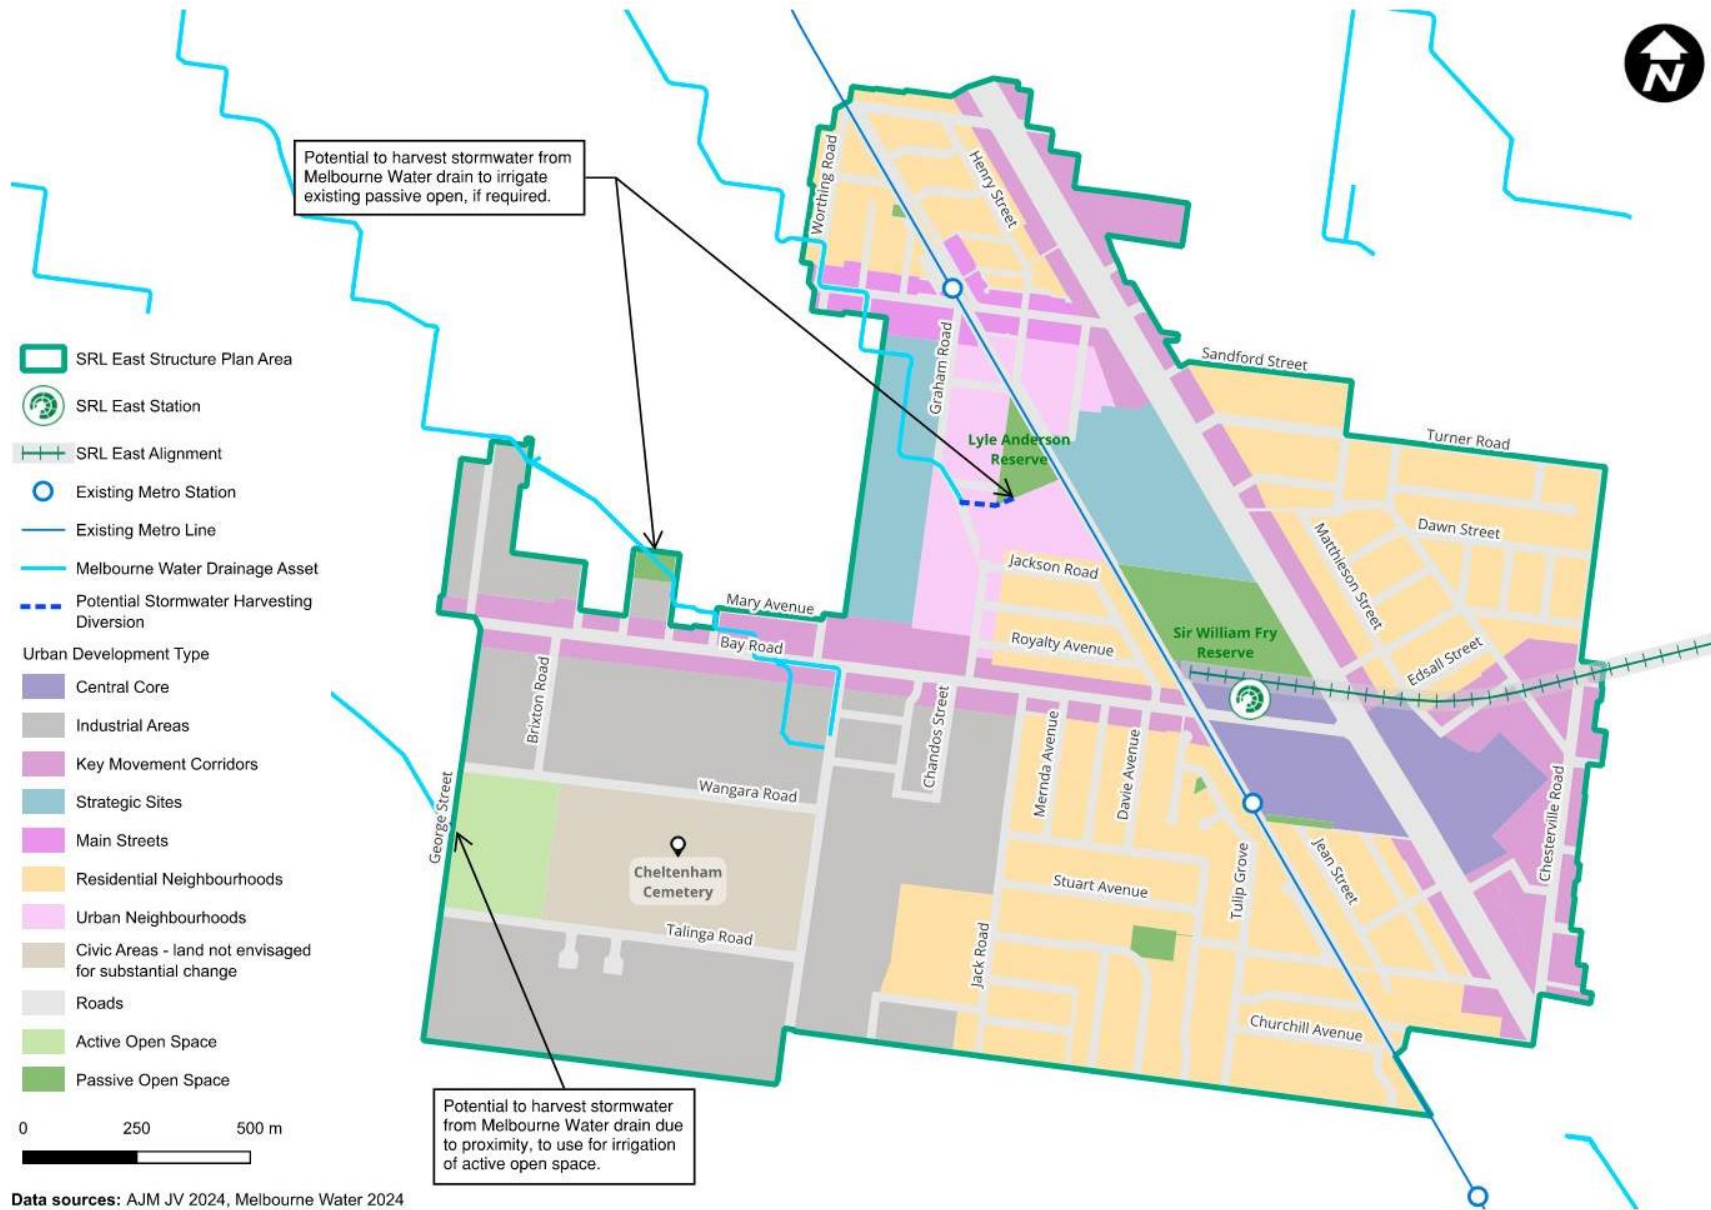 N
Potential to harvest stormwater from
Melbourne Water drain to irrigate
existing passive open, if required.
Worthing Road
Henry Street
Graham Road
Sandford Street
Turner Road
Lyle Anderson
Reserve
Dawn Street
Matthieson Street
Jackson Road
Mary Avenue
Bay Road
Royalty Avenue
Sir William Fry
Reserve
Edsall Street
Brixton Road
Chandos Street
Mernda Avenue
Davie Avenue
Wangara Road
George Street
Chesterville Road
Cheltenham
Cemetery
Stuart Avenue
Tulip Grove
Jean Street
Talinga Road
Jack Road
Churchill Avenue
SRL East Structure Plan Area
SRL East Station
SRL East Alignment
Existing Metro Station
Existing Metro Line
Melbourne Water Drainage Asset
Potential Stormwater Harvesting
Diversion
Urban Development Type
Central Core
Industrial Areas
Key Movement Corridors
Strategic Sites
Main Streets
Residential Neighbourhoods
Urban Neighbourhoods
Civic Areas - land not envisaged
for substantial change
Roads
Active Open Space
Passive Open Space
0 250 500 m
Potential to harvest stormwater
from Melbourne Water drain due
to proximity, to use for irrigation
of active open space.
Data sources: AJM JV 2024, Melbourne Water 2024